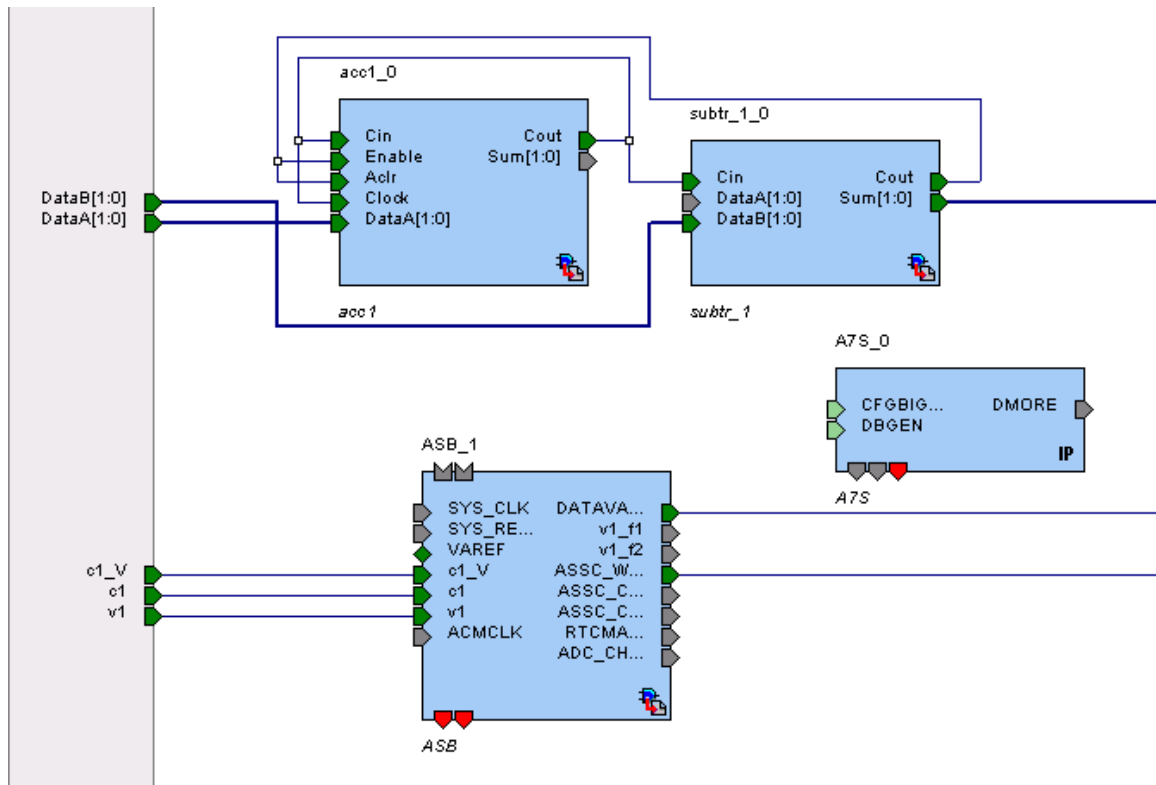 acc1_0
Cin
Enable
Aclr
Clock
DataA[1:0]
Cout
Sum[1:0]
acc1
subtr_1_0
Cin
DataA[1:0]
DataB[1:0]
Cout
Sum[1:0]
subtr_1
DataB[1:0]
DataA[1:0]
A7S_0
CFGBIG...
DBGEN
DMORE
IP
A7S
ASB_1
SYS_CLK
SYS_RE...
VAREF
c1_V
c1
v1
ACMCLK
DATAVA...
v1_f1
v1_f2
ASSC_W...
ASSC_C...
ASSC_C...
RTCMA...
ADC_CH...
ASB
c1_V
c1
v1